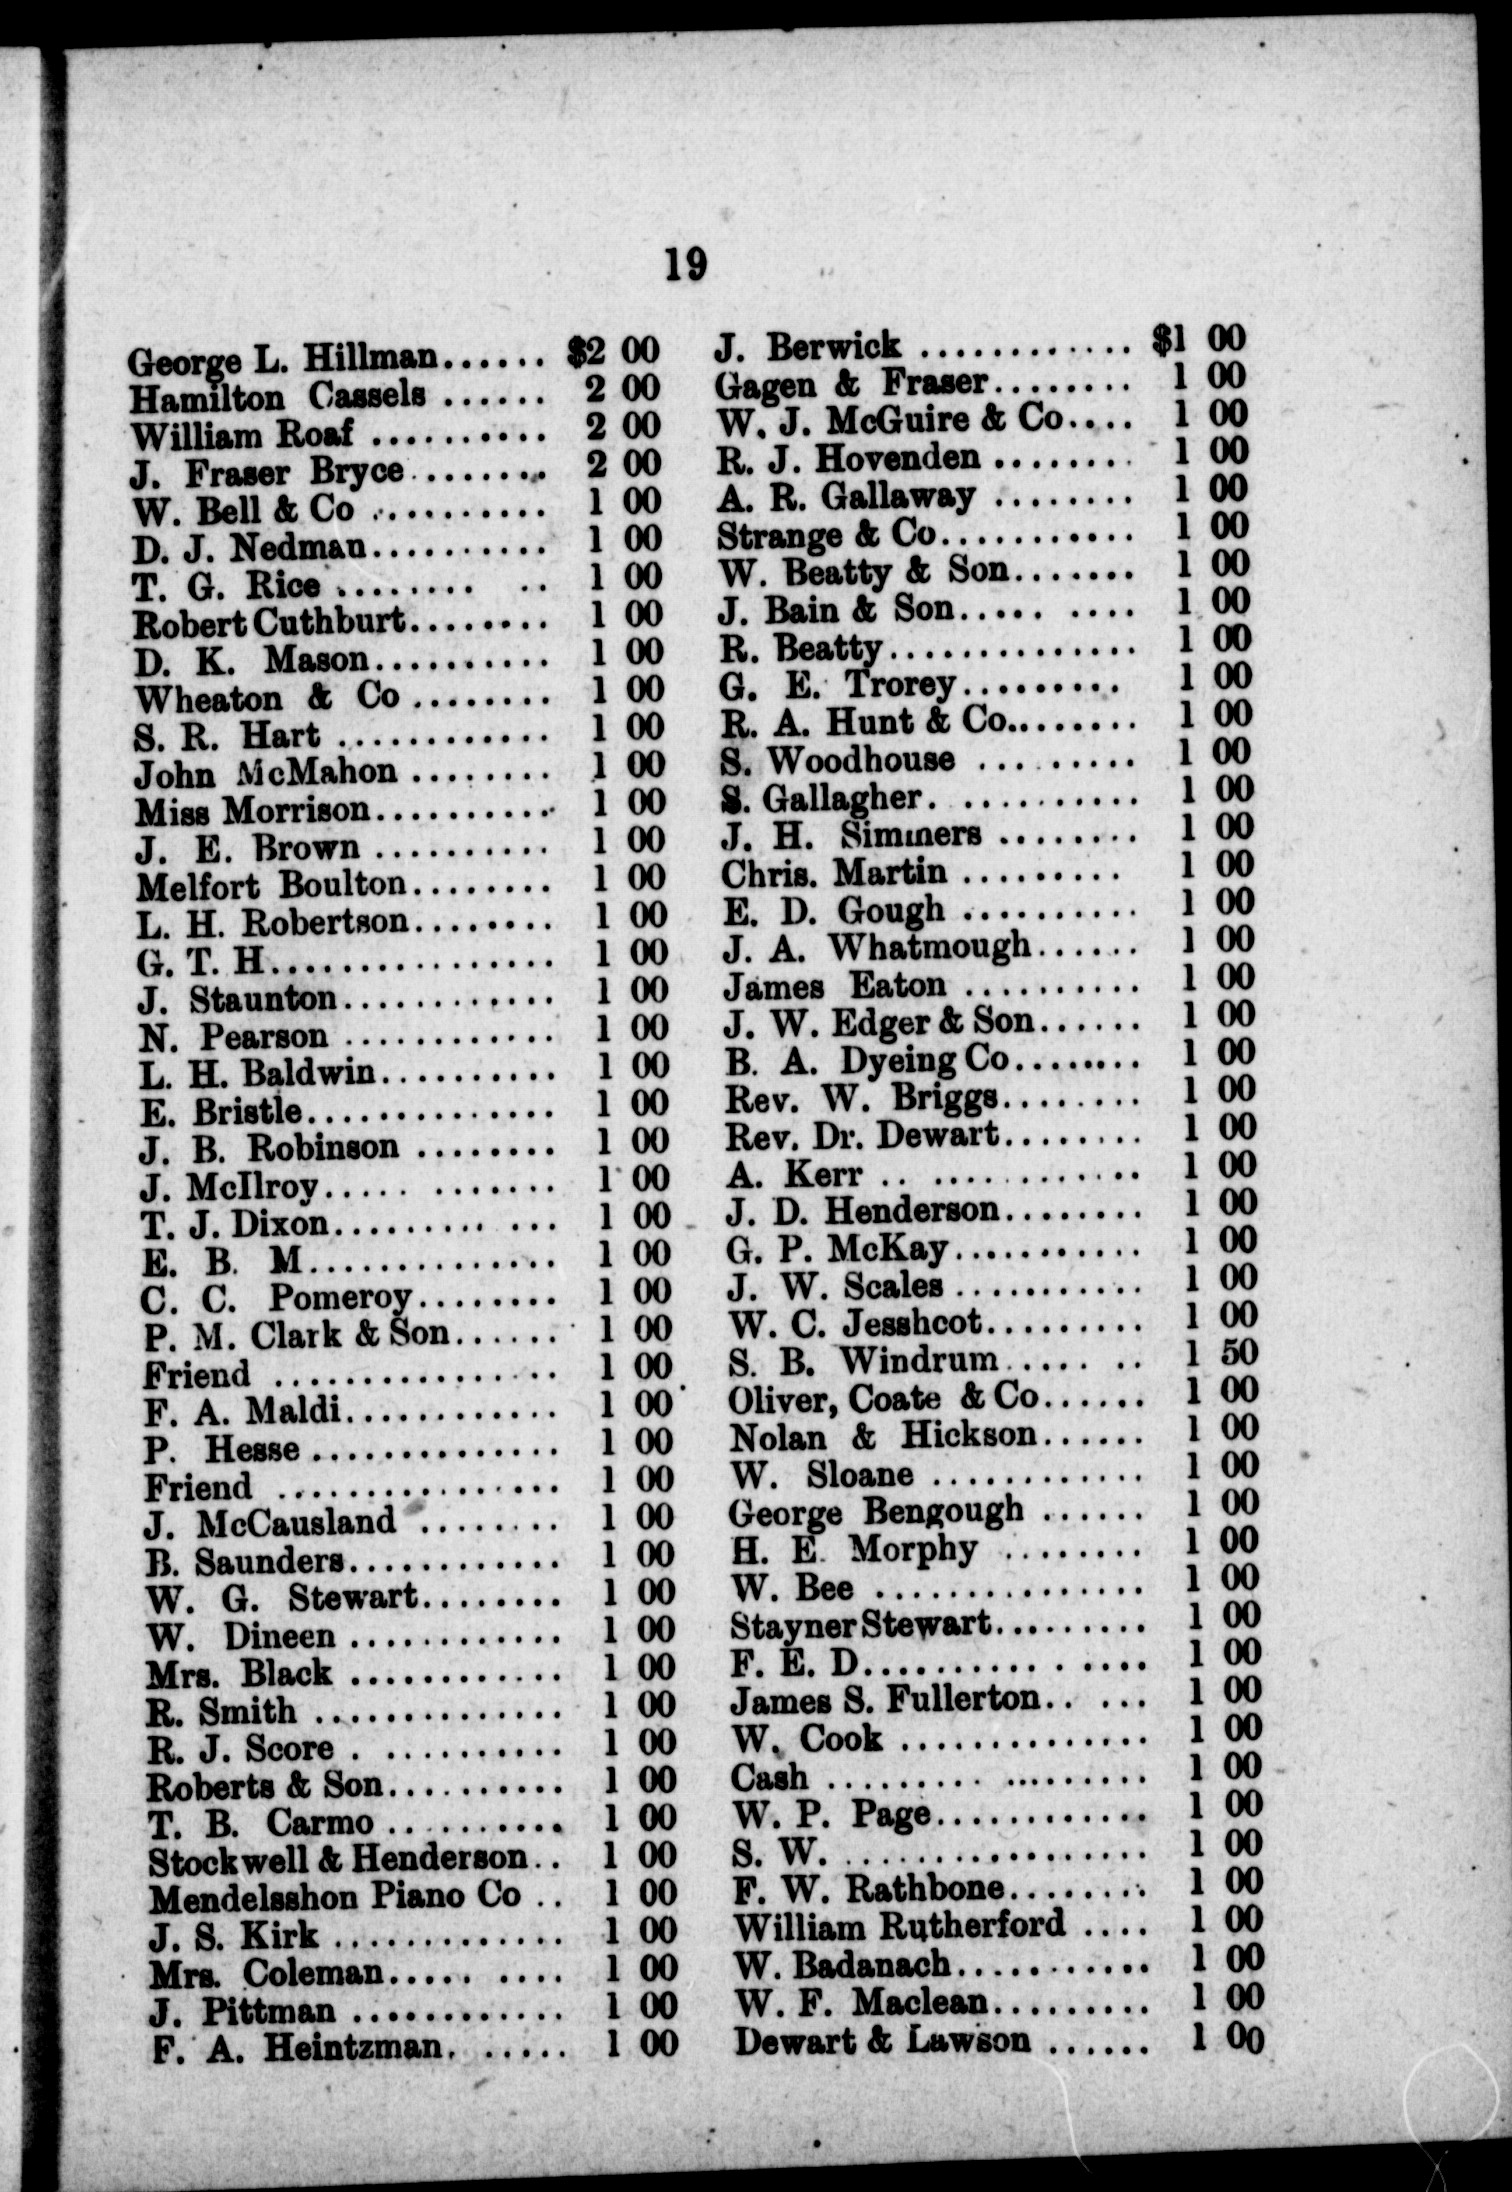 19
George L. Hillman...... $2 00
Hamilton Cassels ...... 2 00
William Roaf .......... 2 00
J. Fraser Bryce........ 2 00
W. Bell & Co .......... 1 00
D. J. Nedman.......... 1 00
T. G. Rice ........ .. 1 00
Robert Cuthburt........ 1 00
D. K. Mason.......... 1 00
Wheaton & Co ........ 1 00
S. R. Hart ............ 1 00
John McMahon ........ 1 00
Miss Morrison.......... 1 00
J. E. Brown .......... 1 00
Melfort Boulton........ 1 00
L. H. Robertson........ 1 00
G. T. H................ 1 00
J. Staunton............ 1 00
N. Pearson ............ 1 00
L. H. Baldwin.......... 1 00
E. Bristle.............. 1 00
J. B. Robinson ........ 1 00
J. McIlroy..... ....... 1 00
T. J. Dixon.......... ... 1 00
E. B. M.............. 1 00
C. C. Pomeroy........ 1 00
P. M. Clark & Son...... 1 00
Friend ................ 1 00
F. A. Maldi............ 1 00
P. Hesse .............. 1 00
Friend ................ 1 00
J. McCausland ........ 1 00
B. Saunders............ 1 00
W. G. Stewart........ 1 00
W. Dineen ............ 1 00
Mrs. Black ............ 1 00
R. Smith .............. 1 00
R. J. Score . .......... 1 00
Roberts & Son.......... 1 00
T. B. Carmo .......... 1 00
Stockwell & Henderson.. 1 00
Mendelsshon Piano Co .. 1 00
J. S. Kirk ............. 1 00
Mrs. Coleman..... .... 1 00
J. Pittman ............ 1 00
F. A. Heintzman. ..... 1 00
J. Berwick ............ $1 00
Gagen & Fraser........ 1 00
W. J. McGuire & Co.... 1 00
R. J. Hovenden ........ 1 00
A. R. Gallaway ........ 1 00
Strange & Co........... 1 00
W. Beatty & Son....... 1 00
J. Bain & Son..... .... 1 00
R. Beatty.............. 1 00
G. E. Trorey......... 1 00
R. A. Hunt & Co........ 1 00
S. Woodhouse ......... 1 00
S. Gallagher. .......... 1 00
J. H. Simmers ........ 1 00
Chris. Martin ......... 1 00
E. D. Gough .......... 1 00
J. A. Whatmough...... 1 00
James Eaton .......... 1 00
J. W. Edger & Son...... 1 00
B. A. Dyeing Co........ 1 00
Rev. W. Briggs........ 1 00
Rev. Dr. Dewart........ 1 00
A. Kerr .. ............ 1 00
J. D. Henderson........ 1 00
G. P. McKay........... 1 00
J. W. Scales ........... 1 00
W. C. Jesshcot......... 1 00
S. B. Windrum..... .. 1 50
Oliver, Coate & Co...... 1 00
Nolan & Hickson...... 1 00
W. Sloane ............ 1 00
George Bengough ...... 1 00
H. E. Morphy ........ 1 00
W. Bee ............... 1 00
Stayner Stewart......... 1 00
F. E. D.......... . .... 1 00
James S. Fullerton.. ... 1 00
W. Cook .............. 1 00
Cash ......... ......... 1 00
W. P. Page............ 1 00
S. W. ................. 1 00
F. W. Rathbone........ 1 00
William Rutherford .... 1 00
W. Badanach........... 1 00
W. F. Maclean......... 1 00
Dewart & Lawson ...... 1 00